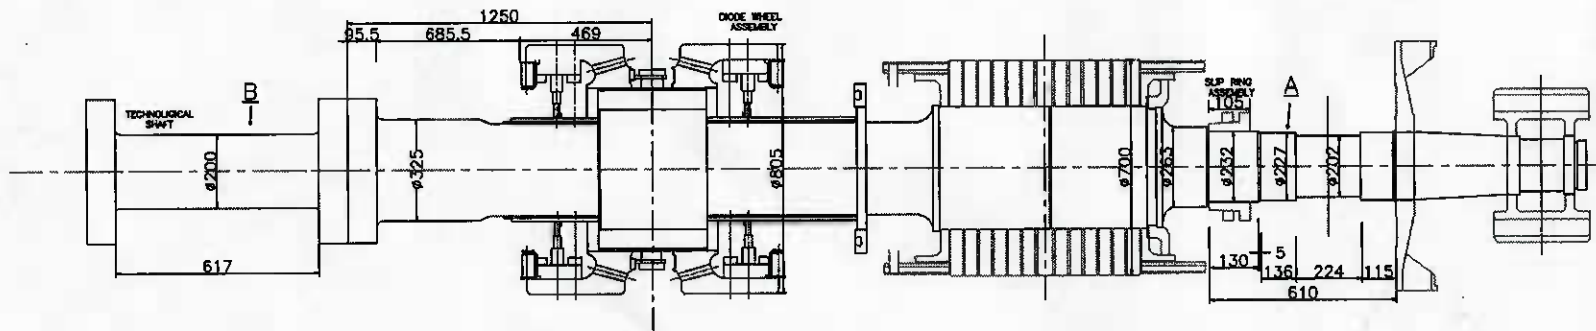 1250
95.5 685.5 469
DIODE WHEEL
ASSEMBLY
TECHNOLIGICAL
SHAFT
B
ø200
ø325
ø805
ø700
ø263
SLIP RING
ASSEMBLY
105
A
ø232
ø227
ø202
617
130
5
136 224 115
610